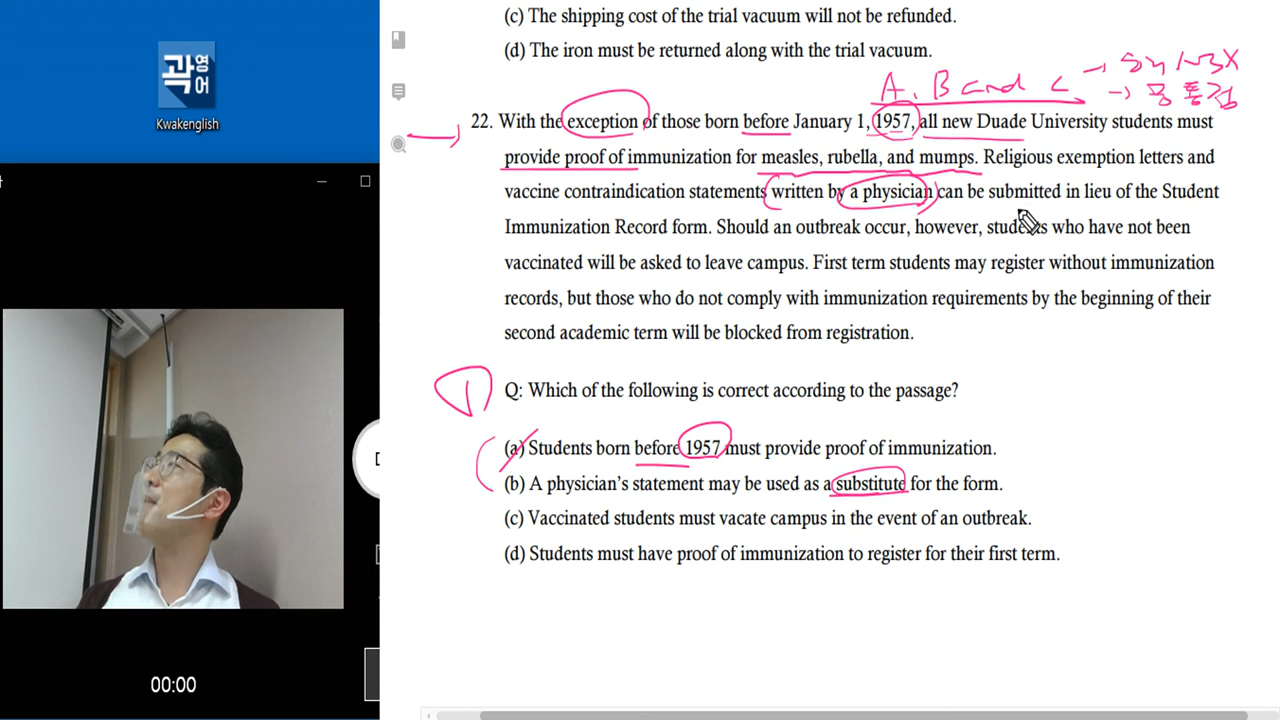 (c) The shipping cost of the trial vacuum will not be refunded.
(d) The iron must be returned along with the trial vacuum.
A, B and C
22. With the exception of those born before January 1, 1957, all new Duade University students must
provide proof of immunization for measles, rubella, and mumps. Religious exemption letters and
vaccine contraindication statements written by a physician can be submitted in lieu of the Student
Immunization Record form. Should an outbreak occur, however, students who have not been
vaccinated will be asked to leave campus. First term students may register without immunization
records, but those who do not comply with immunization requirements by the beginning of their
second academic term will be blocked from registration.
Q: Which of the following is correct according to the passage?
(a) Students born before 1957 must provide proof of immunization.
(b) A physician's statement may be used as a substitute for the form.
(c) Vaccinated students must vacate campus in the event of an outbreak.
(d) Students must have proof of immunization to register for their first term.
곽영어
Kwakenglish
00:00